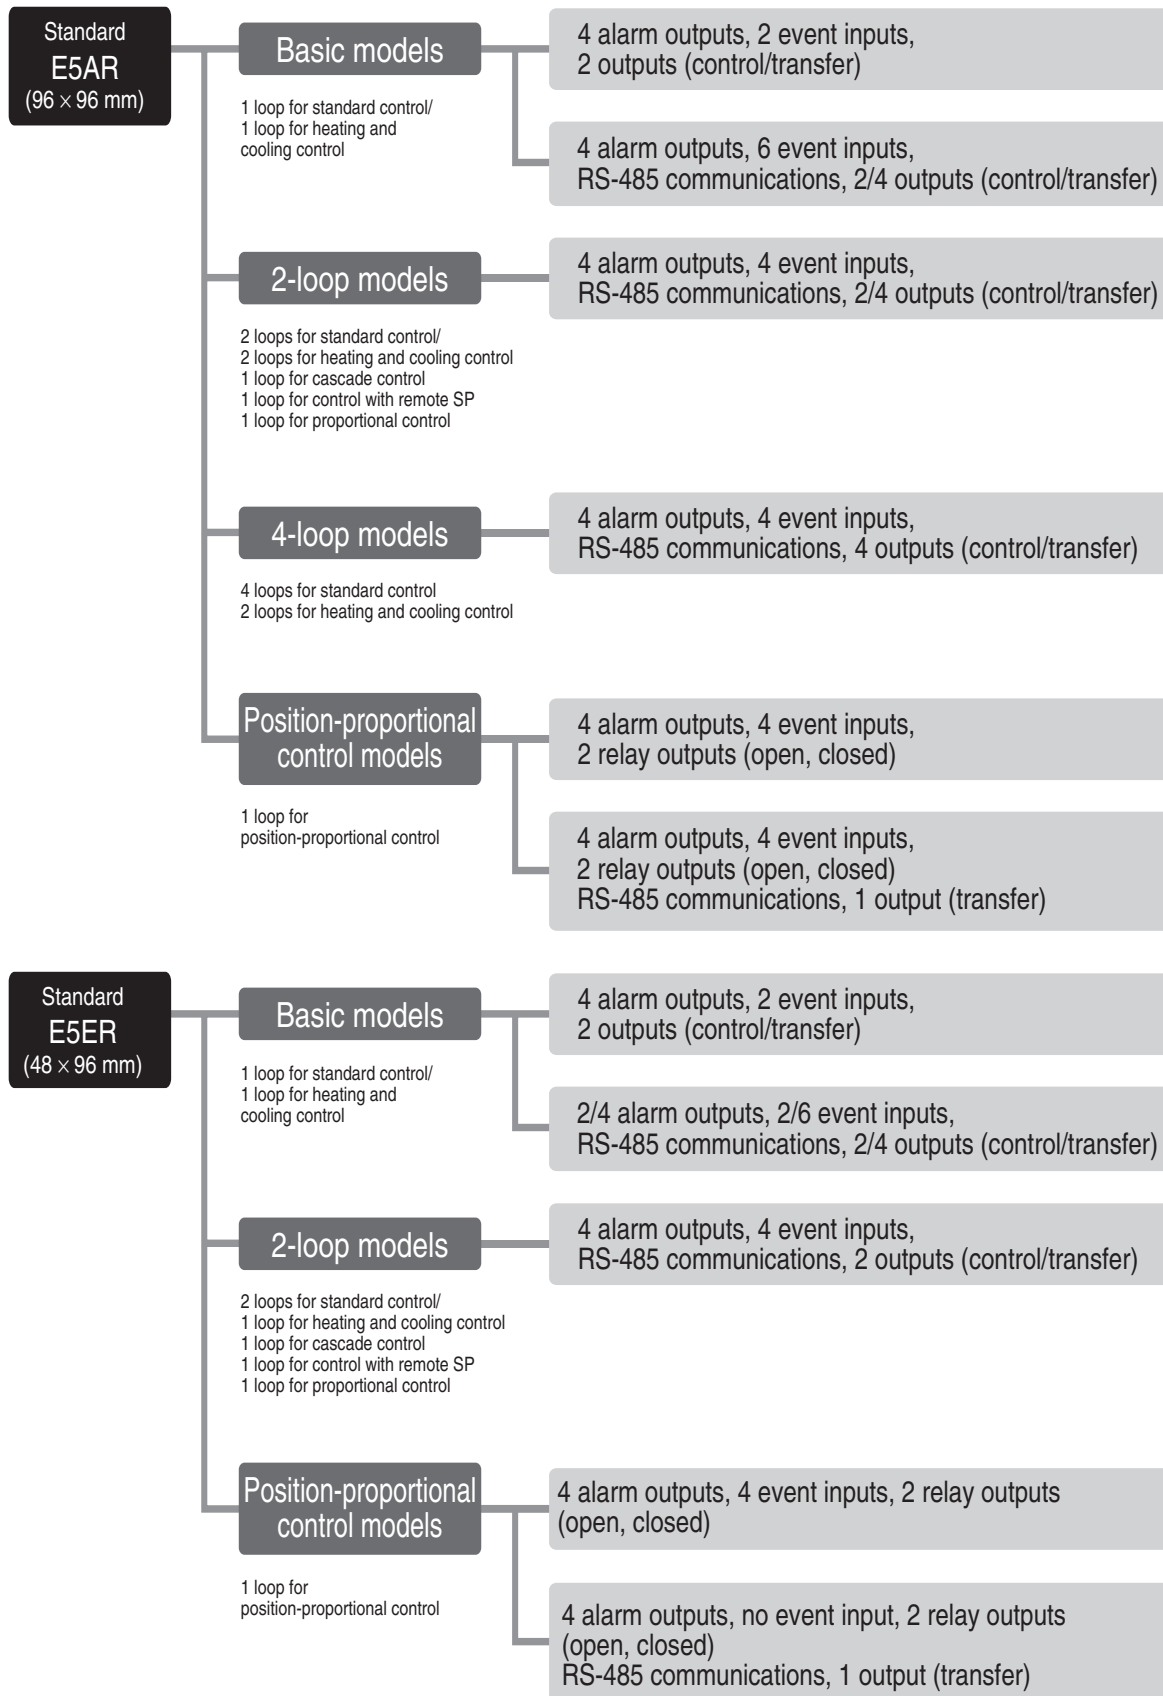 Standard
E5AR
(96 × 96 mm)
Basic models
1 loop for standard control/
1 loop for heating and
cooling control
4 alarm outputs, 2 event inputs,
2 outputs (control/transfer)
4 alarm outputs, 6 event inputs,
RS-485 communications, 2/4 outputs (control/transfer)
2-loop models
2 loops for standard control/
2 loops for heating and cooling control
1 loop for cascade control
1 loop for control with remote SP
1 loop for proportional control
4 alarm outputs, 4 event inputs,
RS-485 communications, 2/4 outputs (control/transfer)
4-loop models
4 loops for standard control
2 loops for heating and cooling control
4 alarm outputs, 4 event inputs,
RS-485 communications, 4 outputs (control/transfer)
Position-proportional
control models
1 loop for
position-proportional control
4 alarm outputs, 4 event inputs,
2 relay outputs (open, closed)
4 alarm outputs, 4 event inputs,
2 relay outputs (open, closed)
RS-485 communications, 1 output (transfer)
Standard
E5ER
(48 × 96 mm)
Basic models
1 loop for standard control/
1 loop for heating and
cooling control
4 alarm outputs, 2 event inputs,
2 outputs (control/transfer)
2/4 alarm outputs, 2/6 event inputs,
RS-485 communications, 2/4 outputs (control/transfer)
2-loop models
2 loops for standard control/
1 loop for heating and cooling control
1 loop for cascade control
1 loop for control with remote SP
1 loop for proportional control
4 alarm outputs, 4 event inputs,
RS-485 communications, 2 outputs (control/transfer)
Position-proportional
control models
1 loop for
position-proportional control
4 alarm outputs, 4 event inputs, 2 relay outputs
(open, closed)
4 alarm outputs, no event input, 2 relay outputs
(open, closed)
RS-485 communications, 1 output (transfer)